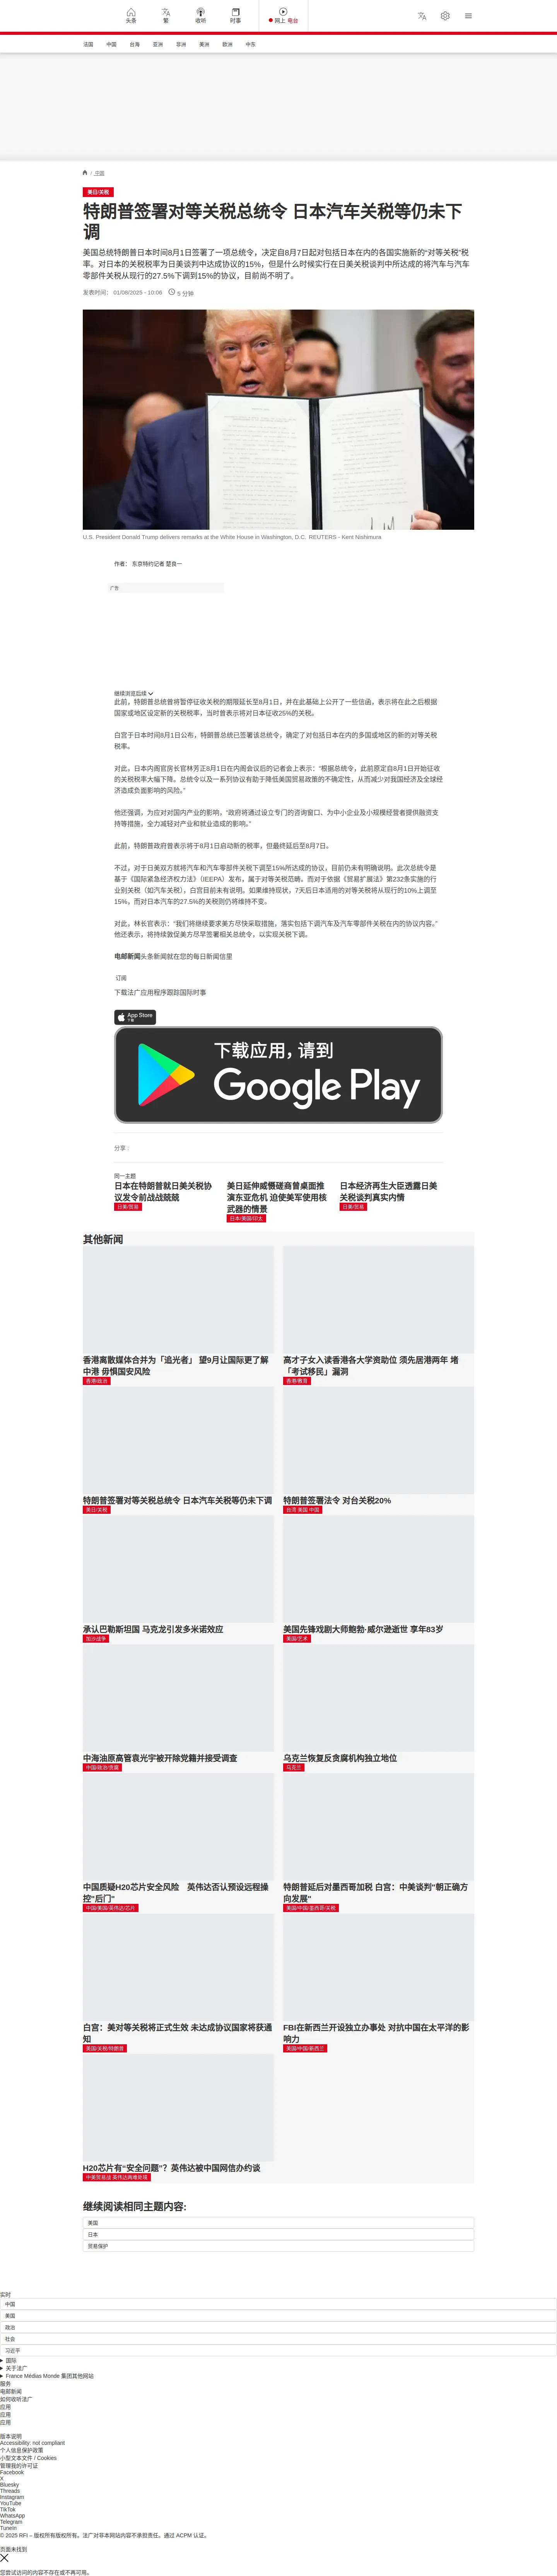 头条
繁
收听
时事
网上 电台
法国
中国
台海
亚洲
非洲
美洲
欧洲
中东
/ 中国
美日/关税
特朗普签署对等关税总统令 日本汽车关税等仍未下
调
美国总统特朗普日本时间8月1日签署了一项总统令，决定自8月7日起对包括日本在内的各国实施新的“对等关税”税
率。对日本的关税税率为日美谈判中达成协议的15%，但是什么时候实行在日美关税谈判中所达成的将汽车与汽车
零部件关税从现行的27.5%下调到15%的协议，目前尚不明了。
发表时间： 01/08/2025 - 10:06 5 分钟
U.S. President Donald Trump delivers remarks at the White House in Washington, D.C. REUTERS - Kent Nishimura
作者： 东京特约记者 楚良一
广告
继续浏览后续
此前，特朗普总统曾将暂停征收关税的期限延长至8月1日，并在此基础上公开了一些信函，表示将在此之后根据
国家或地区设定新的关税税率，当时曾表示将对日本征收25%的关税。
白宫于日本时间8月1日公布，特朗普总统已签署该总统令，确定了对包括日本在内的多国或地区的新的对等关税
税率。
对此，日本内阁官房长官林芳正8月1日在内阁会议后的记者会上表示：“根据总统令，此前原定自8月1日开始征收
的关税税率大幅下降。总统令以及一系列协议有助于降低美国贸易政策的不确定性，从而减少对我国经济及全球经
济造成负面影响的风险。”
他还强调，为应对对国内产业的影响，“政府将通过设立专门的咨询窗口、为中小企业及小规模经营者提供融资支
持等措施，全力减轻对产业和就业造成的影响。”
此前，特朗普政府曾表示将于8月1日启动新的税率，但最终延后至8月7日。
不过，对于日美双方就将汽车和汽车零部件关税下调至15%所达成的协议，目前仍未有明确说明。此次总统令是
基于《国际紧急经济权力法》（IEEPA）发布，属于对等关税范畴。而对于依据《贸易扩展法》第232条实施的行
业别关税（如汽车关税），白宫目前未有说明。如果维持现状，7天后日本适用的对等关税将从现行的10%上调至
15%，而对日本汽车的27.5%的关税则仍将维持不变。
对此，林长官表示：“我们将继续要求美方尽快采取措施，落实包括下调汽车及汽车零部件关税在内的协议内容。”
他还表示，将持续敦促美方尽早签署相关总统令，以实现关税下调。
电邮新闻头条新闻就在您的每日新闻信里
订阅
下载法广应用程序跟踪国际时事
App Store
下载
下载应用，请到
Google Play
分享 :
同一主题
日本在特朗普就日美关税协
议发令前战战兢兢
日美/贸易
美日延伸威慑磋商曾桌面推
演东亚危机 迫使美军使用核
武器的情景
日本/美国/印太
日本经济再生大臣透露日美
关税谈判真实内情
日美/贸易
其他新闻
香港离散媒体合并为「追光者」 望9月让国际更了解
中港 毋惧国安风险
香港/政治
高才子女入读香港各大学资助位 须先居港两年 堵
「考试移民」漏洞
香港/教育
特朗普签署对等关税总统令 日本汽车关税等仍未下调
美日/关税
特朗普签署法令 对台关税20%
台湾 美国 中国
承认巴勒斯坦国 马克龙引发多米诺效应
加沙战争
美国先锋戏剧大师鲍勃·威尔逊逝世 享年83岁
美国/艺术
中海油原高管袁光宇被开除党籍并接受调查
中国/政治/贪腐
乌克兰恢复反贪腐机构独立地位
乌克兰
中国质疑H20芯片安全风险 英伟达否认预设远程操
控"后门"
中国/美国/英伟达/芯片
特朗普延后对墨西哥加税 白宫：中美谈判"朝正确方
向发展"
美国/中国/墨西哥/关税
白宫：美对等关税将正式生效 未达成协议国家将获通
知
美国/关税/特朗普
FBI在新西兰开设独立办事处 对抗中国在太平洋的影
响力
美国/中国/新西兰
H20芯片有“安全问题”？英伟达被中国网信办约谈
中美贸易战 英伟达两难处境
继续阅读相同主题内容:
美国
日本
贸易保护
实时
中国
美国
政治
社会
习近平
国际
关于法广
France Médias Monde 集团其他网站
服务
电邮新闻
如何收听法广
应用
应用
应用
版本说明
Accessibility: not compliant
个人信息保护政策
小型文本文件 / Cookies
管理我的许可证
Facebook
X
Bluesky
Threads
Instagram
YouTube
TikTok
WhatsApp
Telegram
TuneIn
© 2025 RFI – 版权所有版权所有。法广对非本网站内容不承担责任。通过 ACPM 认证。
页面未找到
您尝试访问的内容不存在或不再可用。